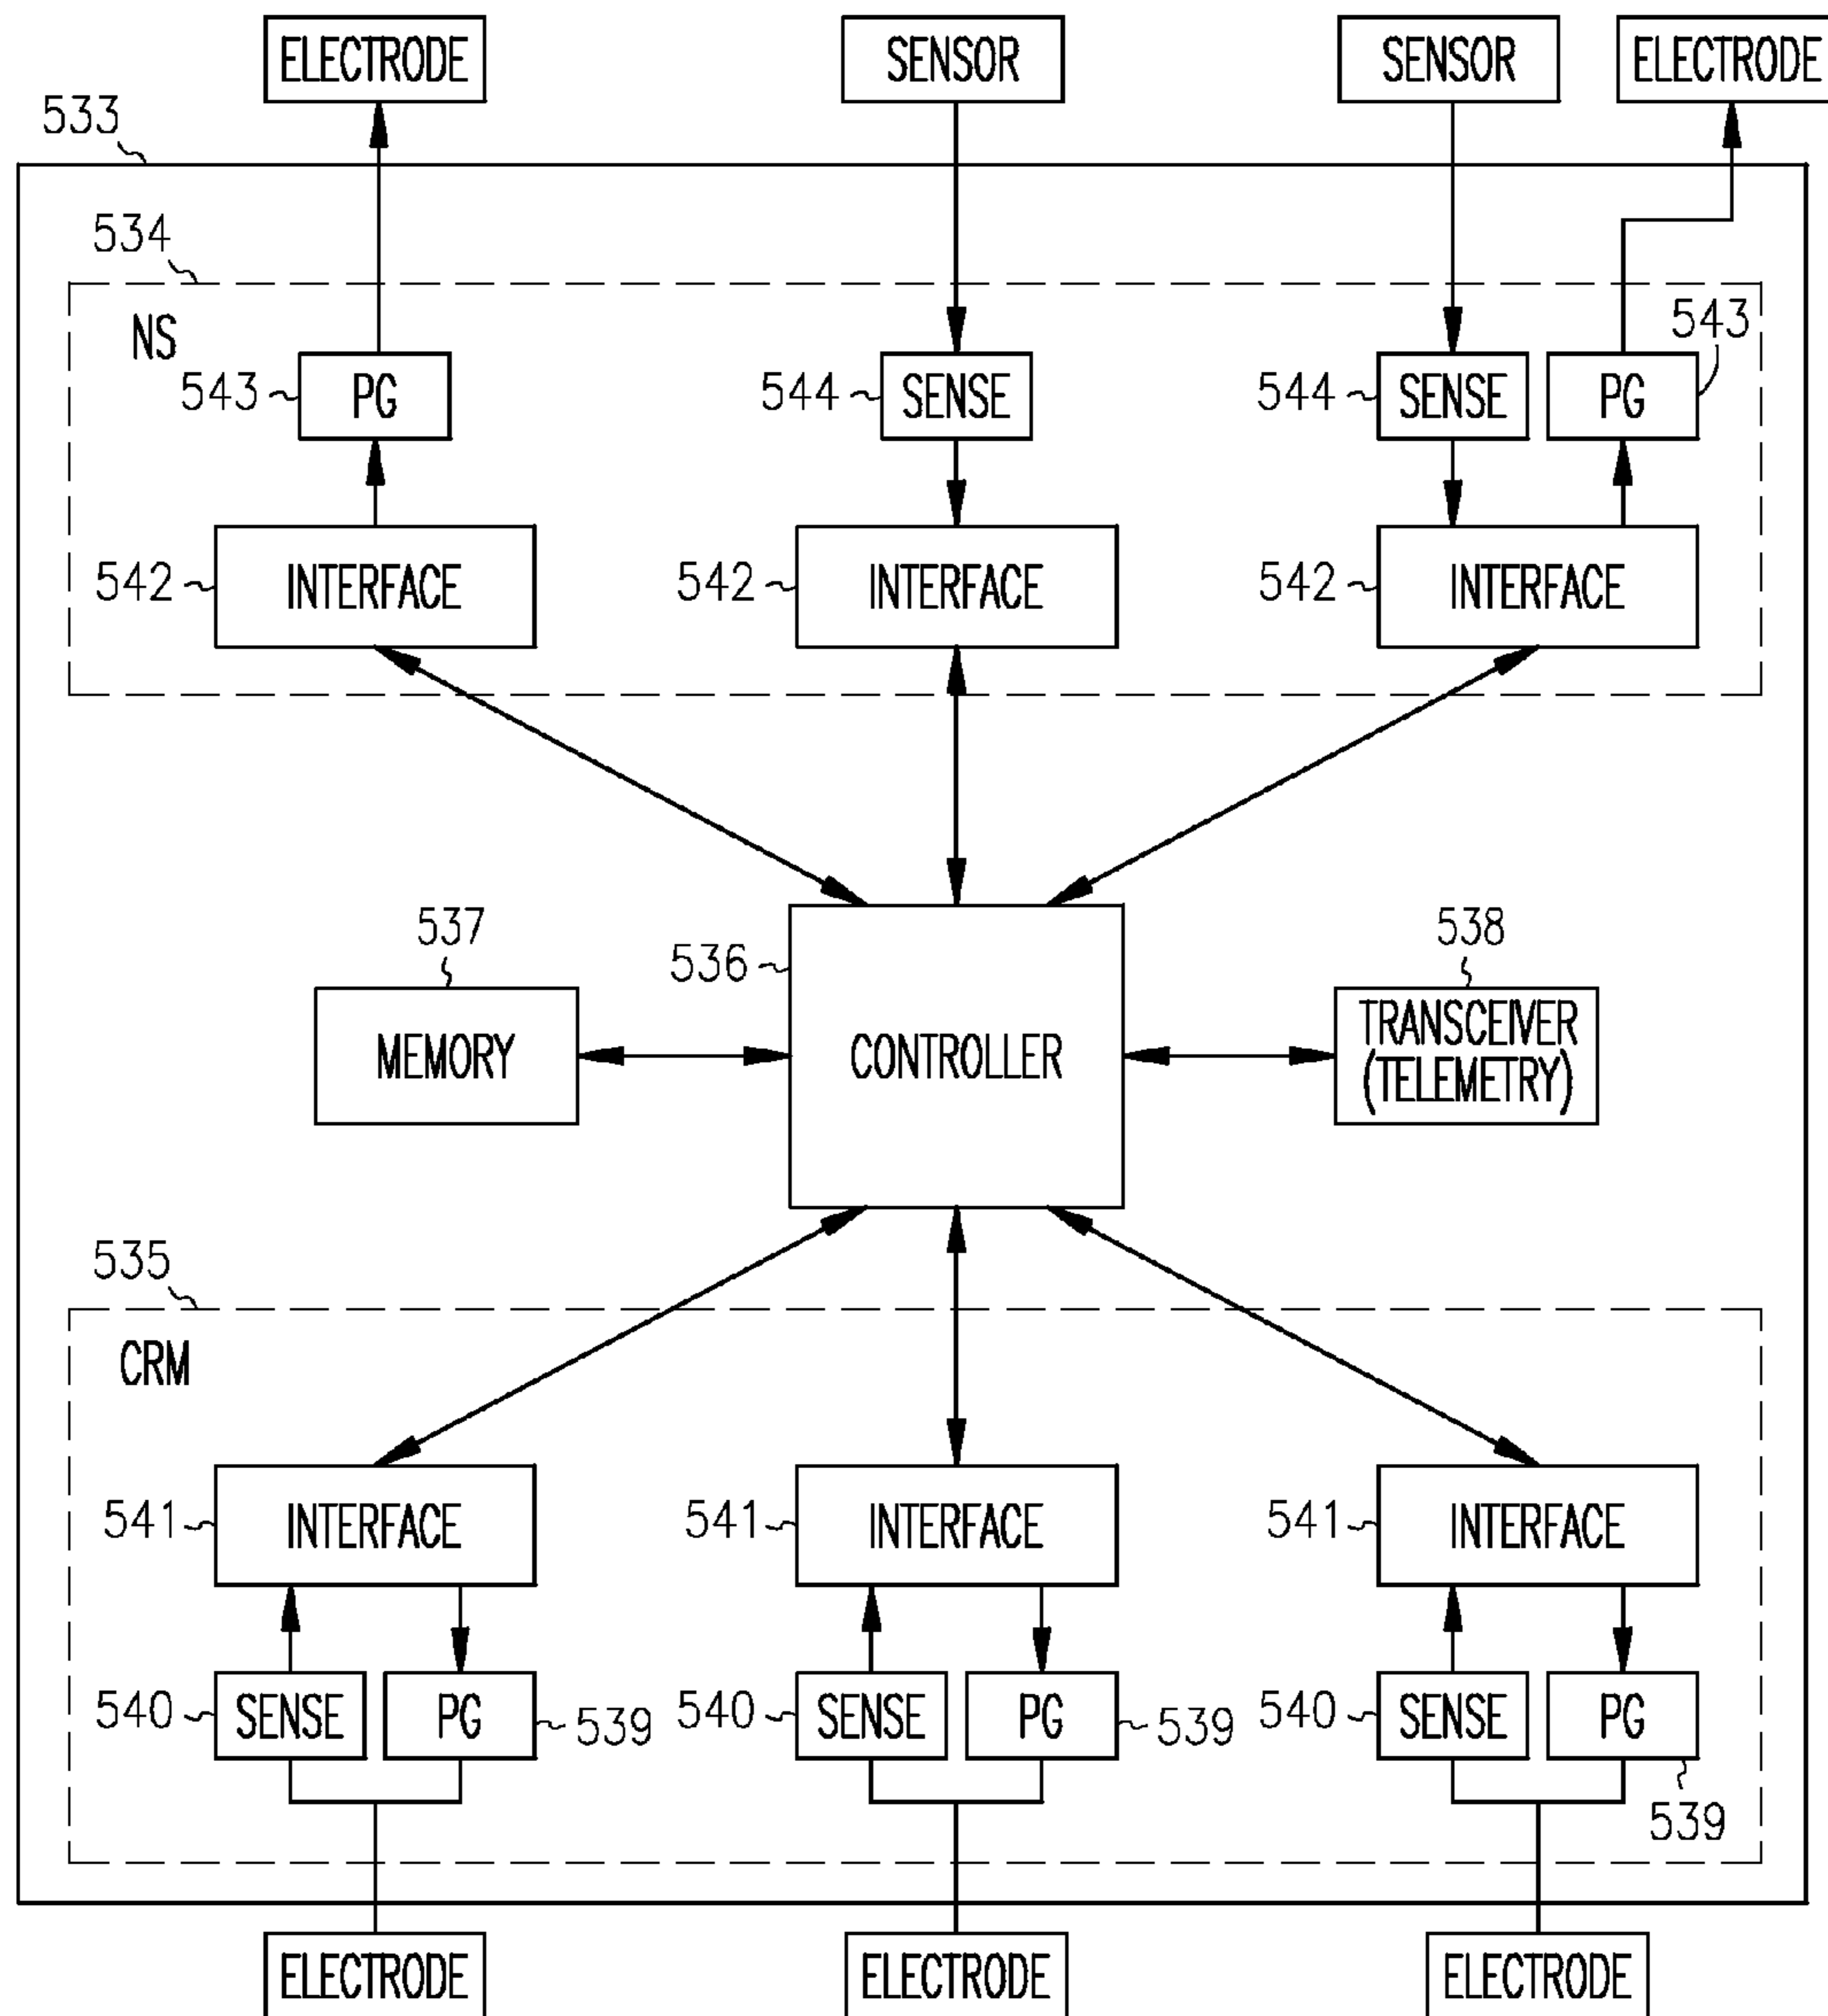 ELECTRODE
SENSOR
SENSOR
ELECTRODE
533
534
NS
543
543
PG
544
SENSE
544
SENSE
PG
542
INTERFACE
542
INTERFACE
542
INTERFACE
537
536
538
MEMORY
CONTROLLER
TRANSCEIVER
(TELEMETRY)
535
CRM
541
INTERFACE
541
INTERFACE
541
INTERFACE
540
SENSE
PG
539
540
SENSE
PG
539
540
SENSE
PG
539
ELECTRODE
ELECTRODE
ELECTRODE